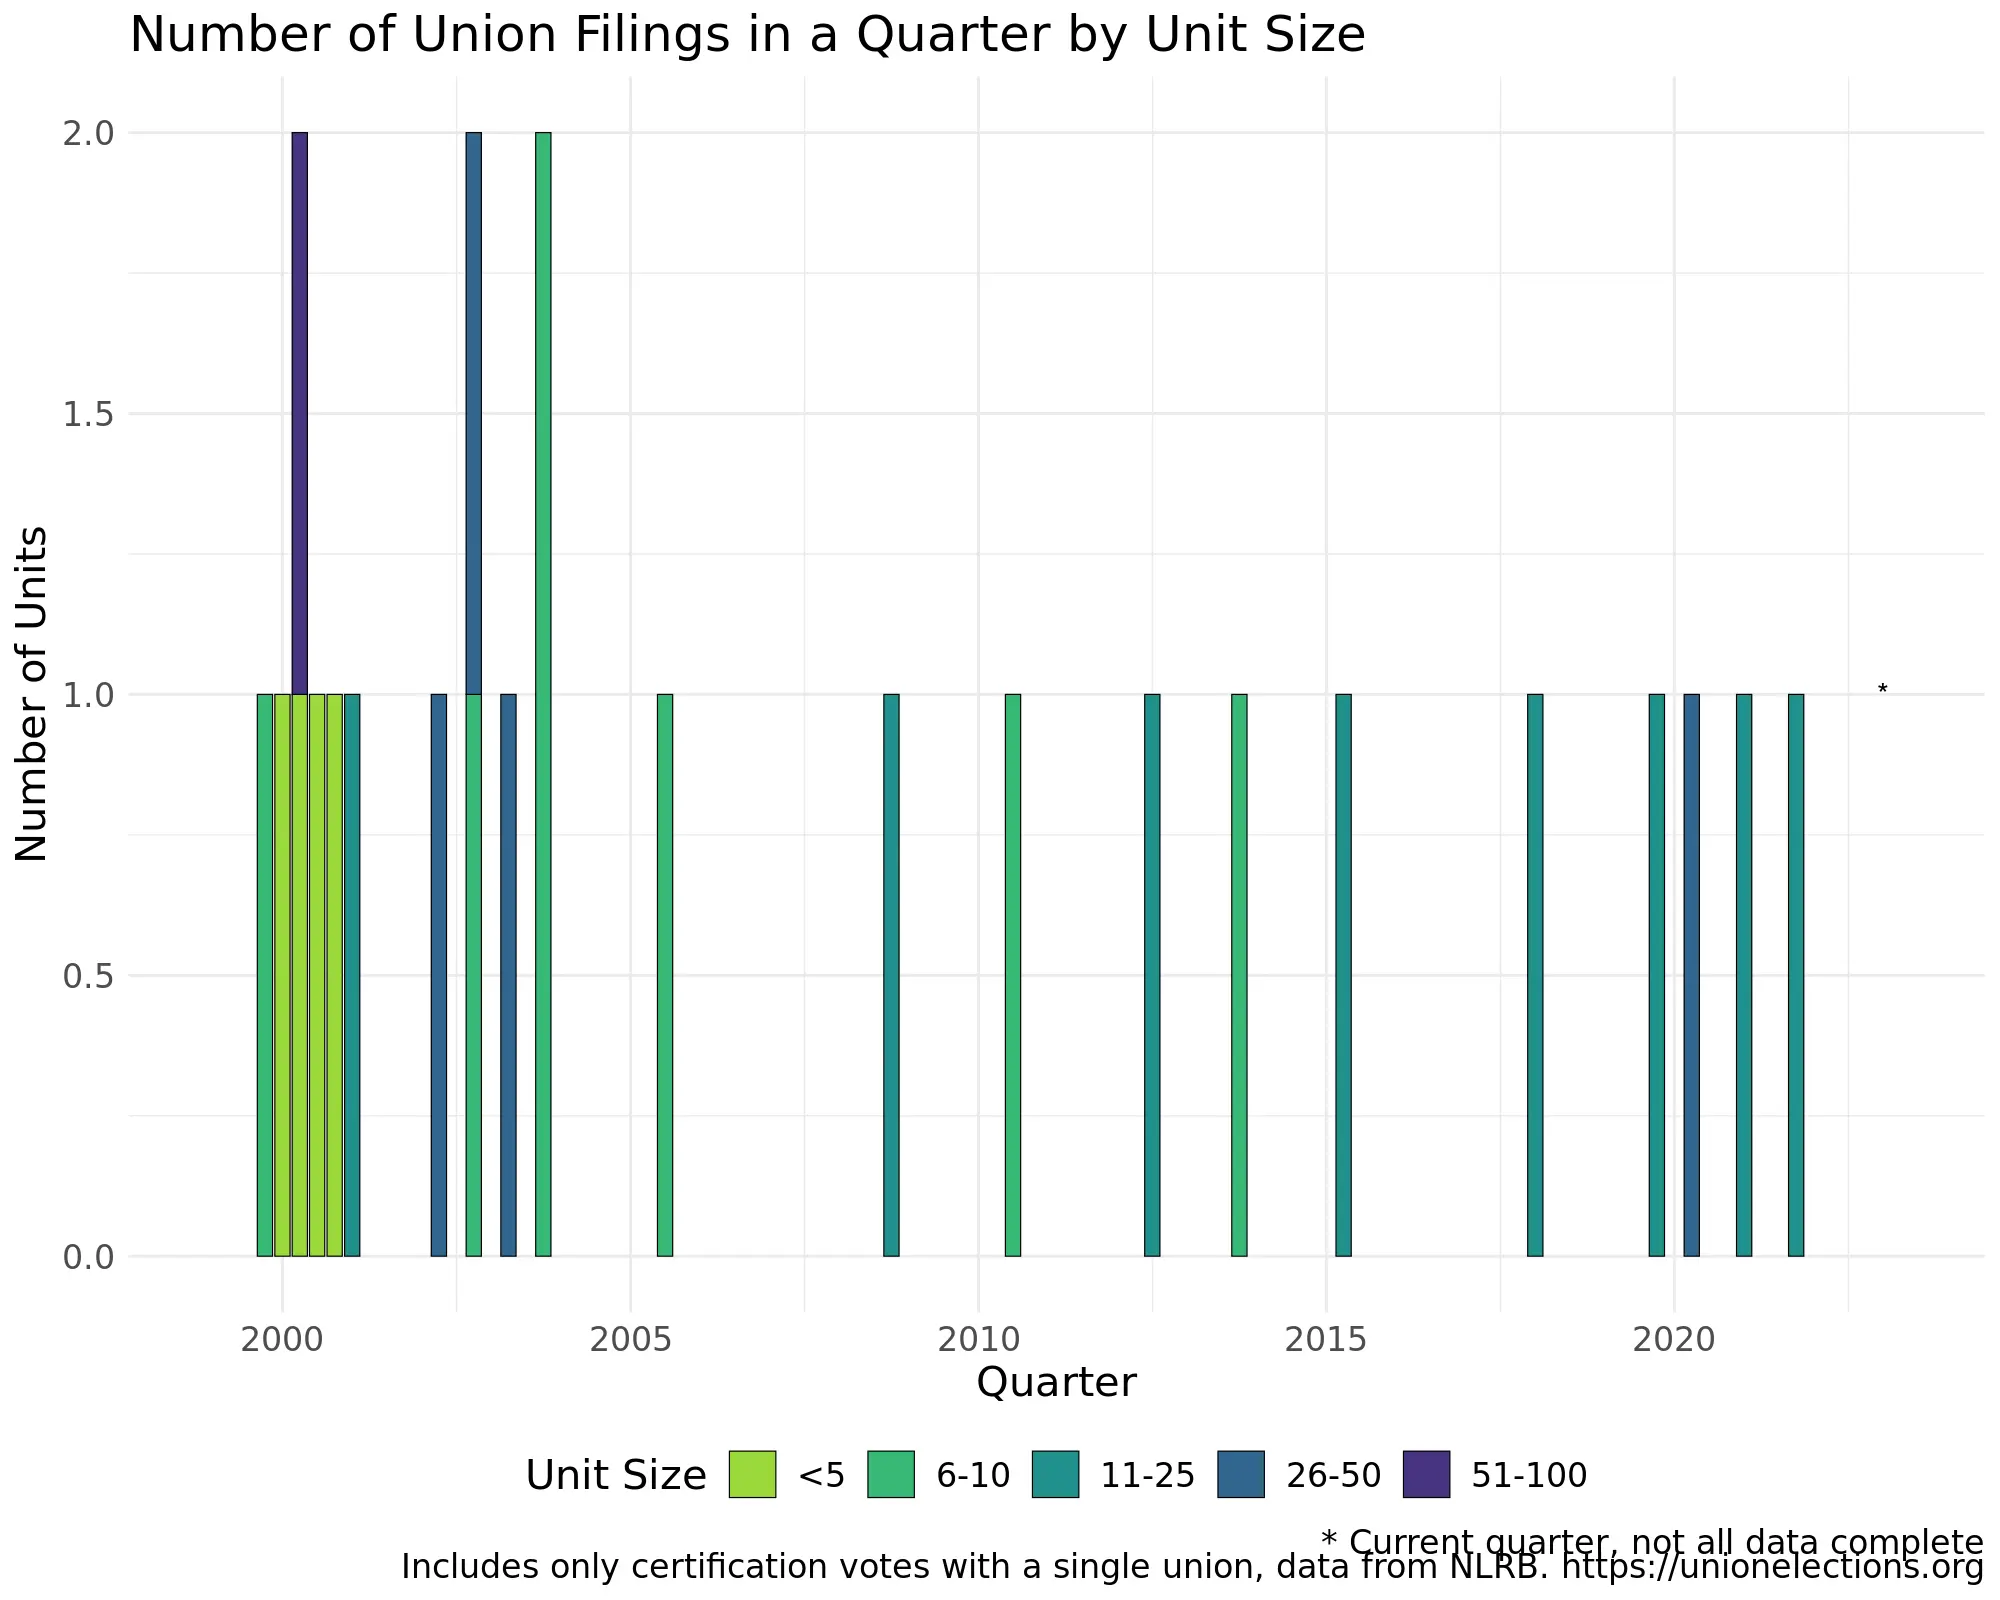 Number of Union Filings in a Quarter by Unit Size
2.0
1.5
1.0
0.5
0.0
Number of Units
*
2000 2005 2010 2015 2020
Quarter
Unit Size <5 6-10 11-25 26-50 51-100
* Current quarter, not all data complete
Includes only certification votes with a single union, data from NLRB. https://unionelections.org